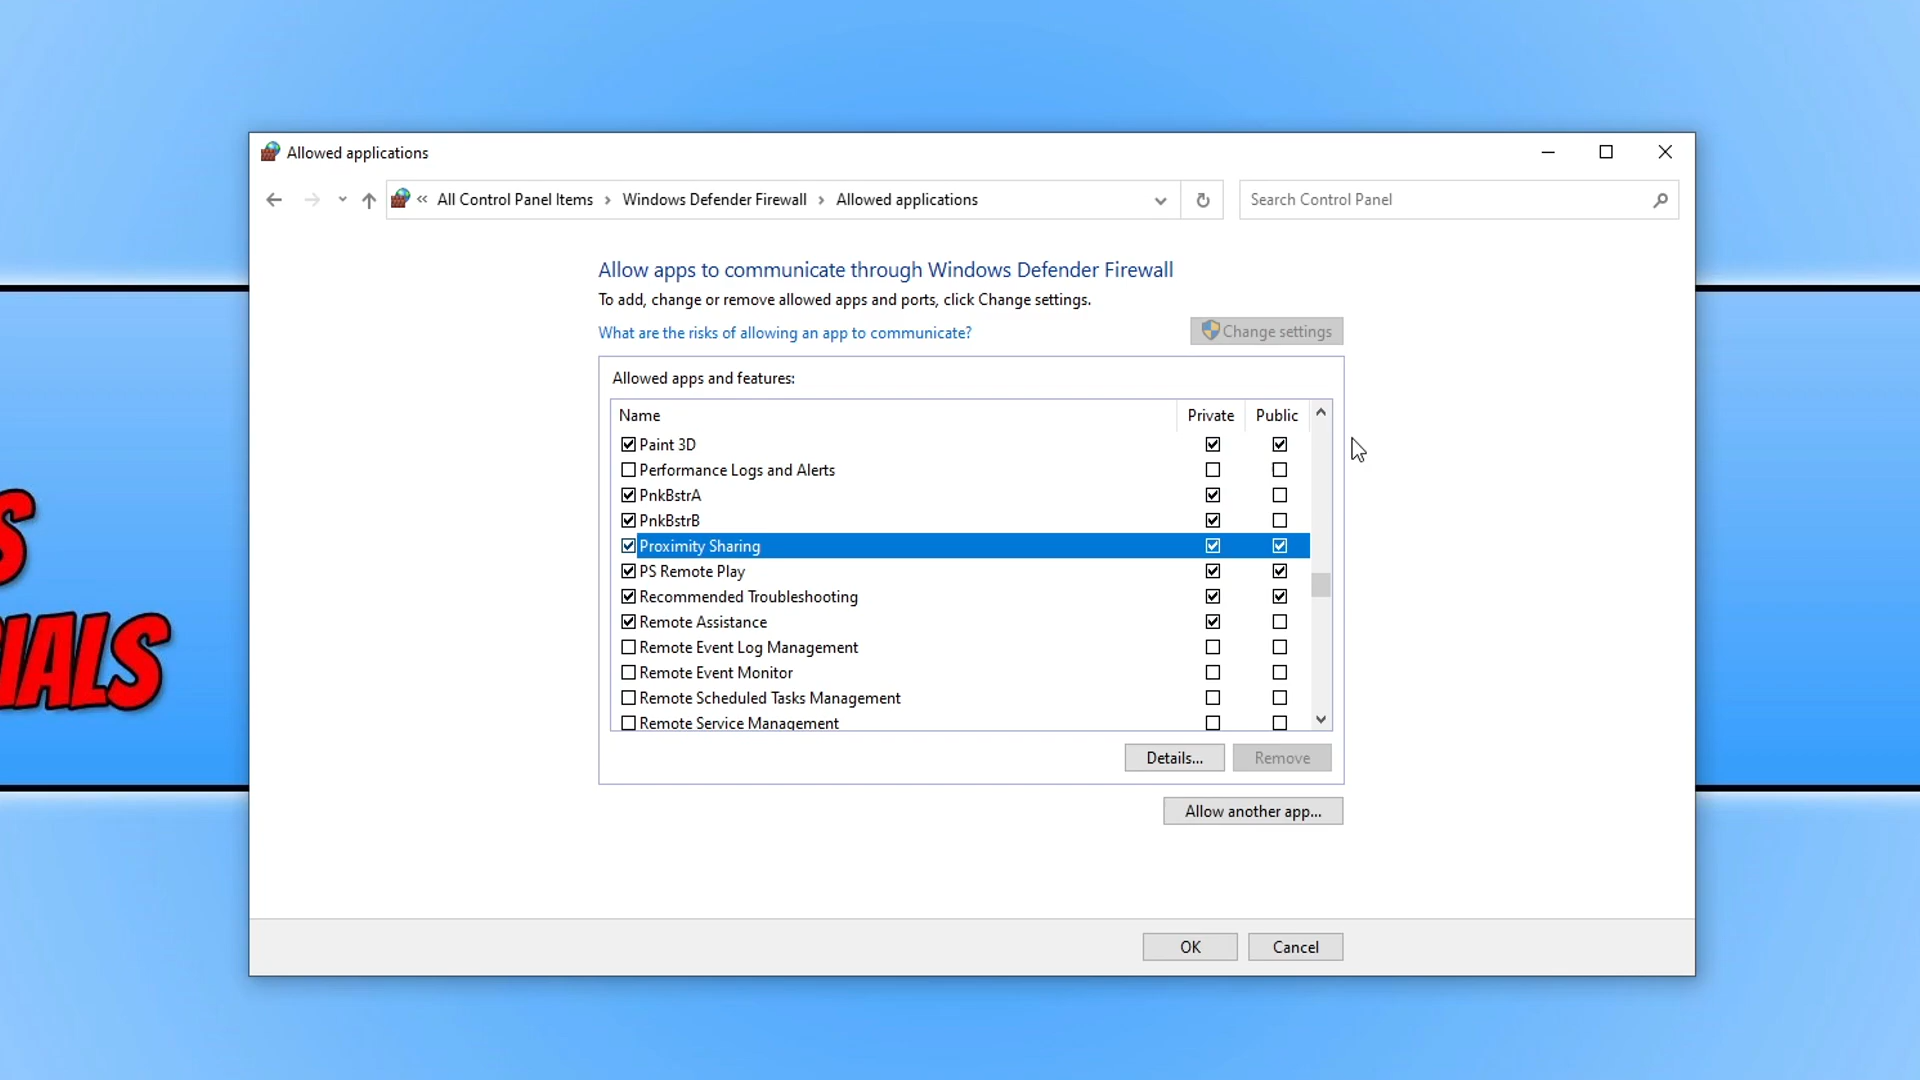 Allowed applications
« All Control Panel Items › Windows Defender Firewall › Allowed applications
Search Control Panel
Allow apps to communicate through Windows Defender Firewall
To add, change or remove allowed apps and ports, click Change settings.
What are the risks of allowing an app to communicate?
Change settings
Allowed apps and features:
Name Private Public
Paint 3D
Performance Logs and Alerts
PnkBstrA
PnkBstrB
Proximity Sharing
PS Remote Play
Recommended Troubleshooting
Remote Assistance
Remote Event Log Management
Remote Event Monitor
Remote Scheduled Tasks Management
Remote Service Management
Details... Remove
Allow another app...
OK Cancel
S
IALS